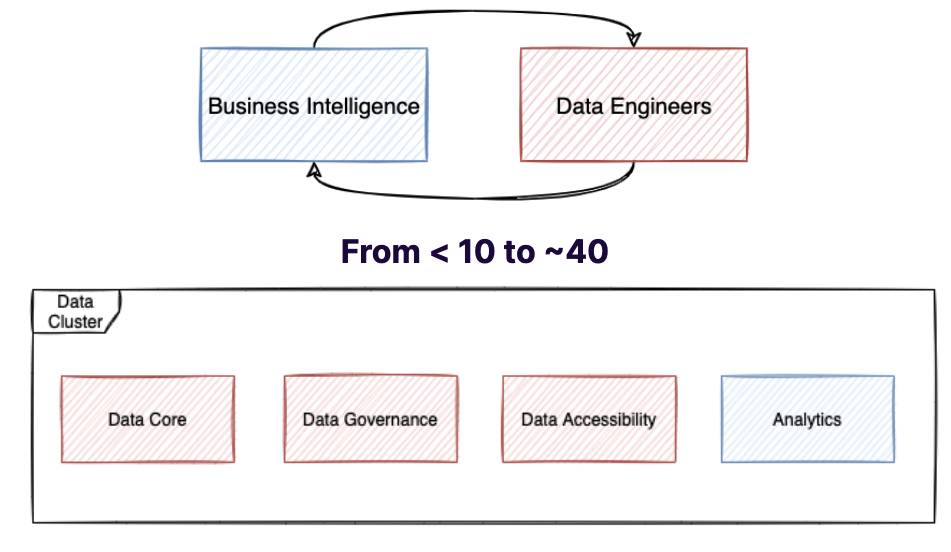 Business Intelligence
Data Engineers
From < 10 to ~40
Data
Cluster
Data Core
Data Governance
Data Accessibility
Analytics